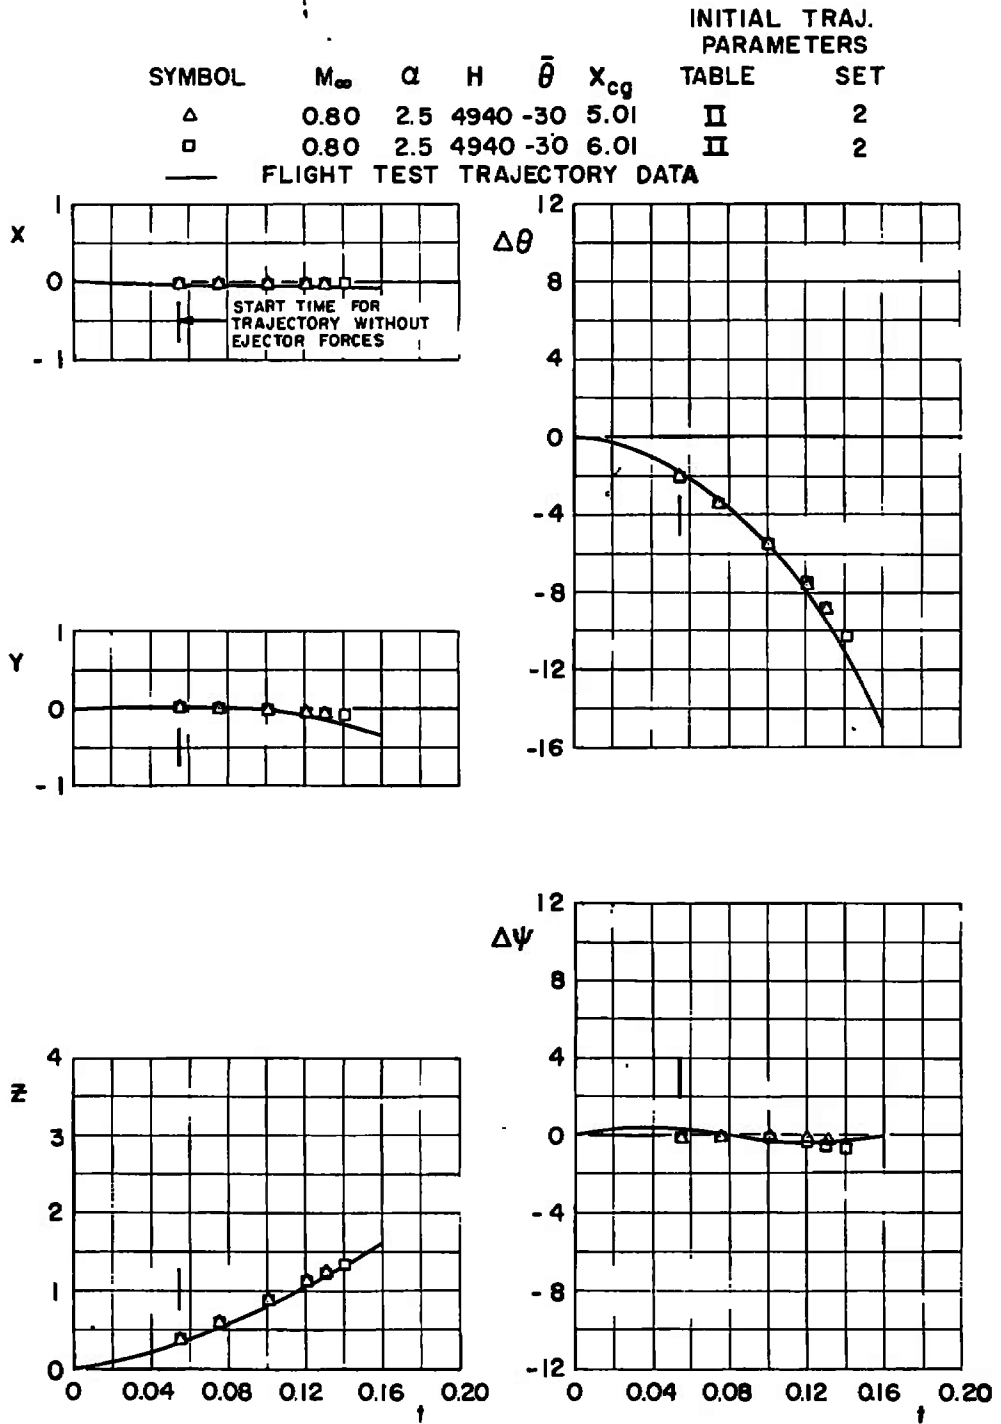 INITIAL TRAJ.
PARAMETERS
SYMBOL M∞ α H θ̄ Xcg TABLE SET
△ 0.80 2.5 4940 -30 5.01 II 2
□ 0.80 2.5 4940 -30 6.01 II 2
— FLIGHT TEST TRAJECTORY DATA
X
1
0
-1
START TIME FOR
TRAJECTORY WITHOUT
EJECTOR FORCES
Δθ
12
8
4
0
-4
-8
-12
-16
Y
1
0
-1
Δψ
12
8
4
0
-4
-8
-12
0 0.04 0.08 0.12 0.16 0.20
t
Z
4
3
2
1
0
0 0.04 0.08 0.12 0.16 0.20
t